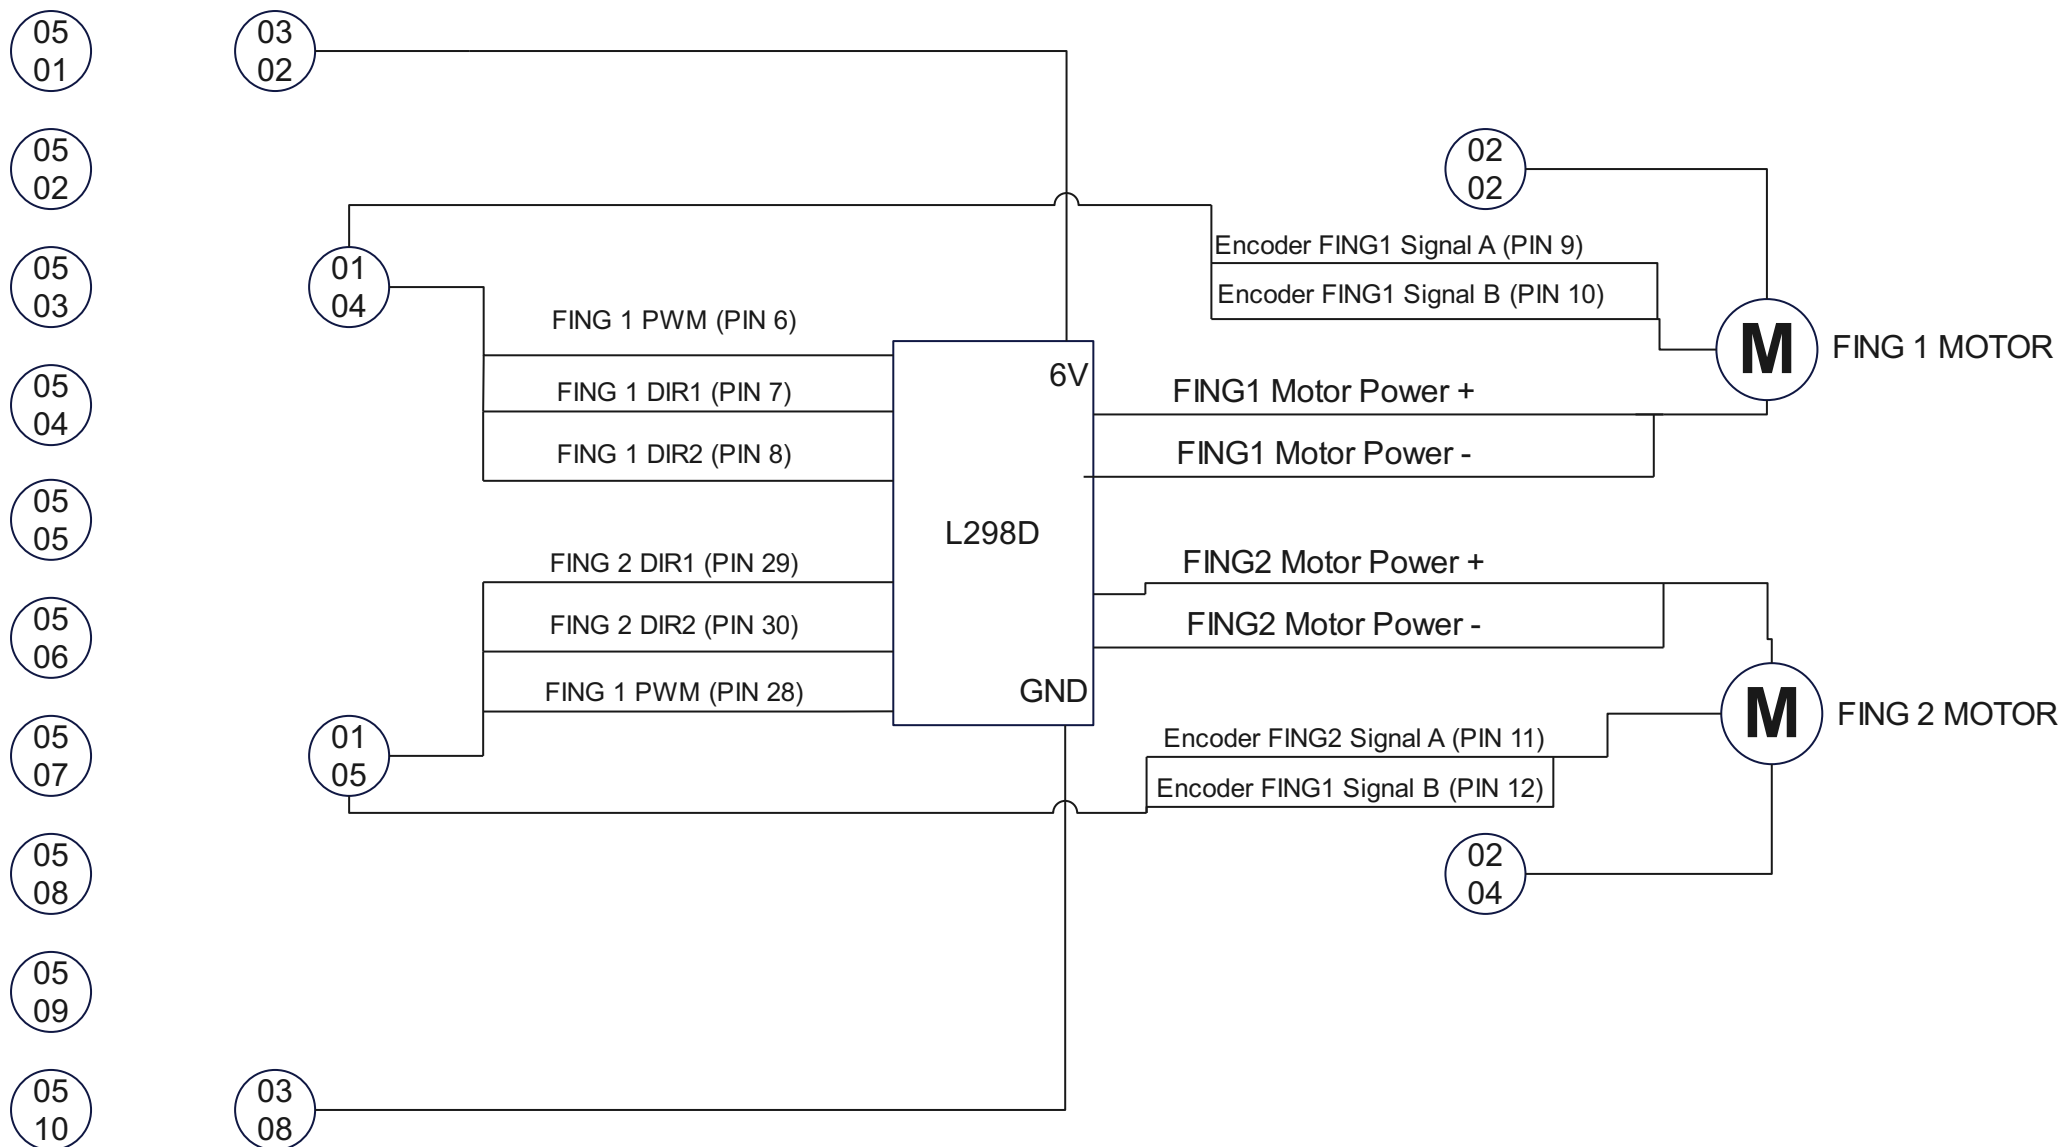 05
01
03
02
05
02
02
02
Encoder FING1 Signal A (PIN 9)
05
03
01
04
Encoder FING1 Signal B (PIN 10)
FING 1 PWM (PIN 6)
M
FING 1 MOTOR
6V
05
04
FING 1 DIR1 (PIN 7)
FING1 Motor Power +
FING 1 DIR2 (PIN 8)
FING1 Motor Power -
05
05
L298D
FING 2 DIR1 (PIN 29)
FING2 Motor Power +
05
06
FING 2 DIR2 (PIN 30)
FING2 Motor Power -
FING 1 PWM (PIN 28)
GND
M
FING 2 MOTOR
05
07
01
05
Encoder FING2 Signal A (PIN 11)
Encoder FING1 Signal B (PIN 12)
05
08
02
04
05
09
05
10
03
08